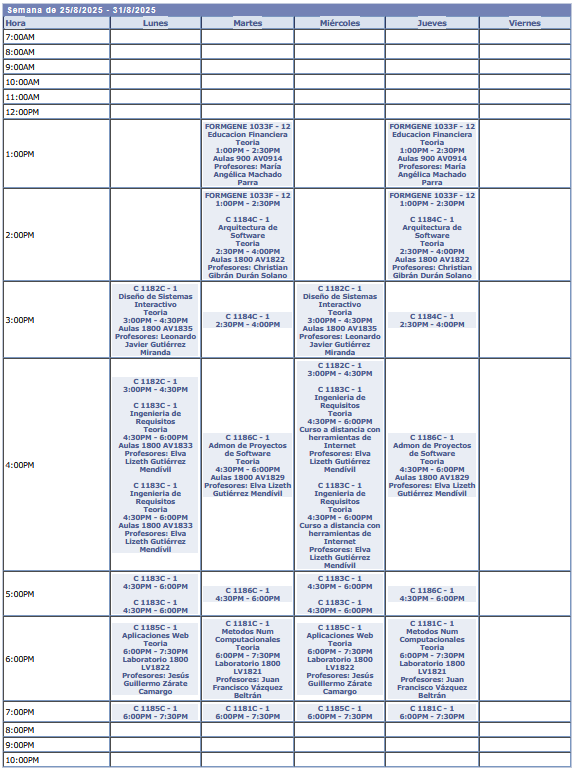 Semana de 25/8/2025 - 31/8/2025
Hora Lunes Martes Miércoles Jueves Viernes
7:00AM
8:00AM
9:00AM
10:00AM
11:00AM
12:00PM
1:00PM
FORMGENE 1033F - 12
Educacion Financiera
Teoria
1:00PM - 2:30PM
Aulas 900 AV0914
Profesores: María
Angélica Machado
Parra
FORMGENE 1033F - 12
Educacion Financiera
Teoria
1:00PM - 2:30PM
Aulas 900 AV0914
Profesores: María
Angélica Machado
Parra
2:00PM
FORMGENE 1033F - 12
1:00PM - 2:30PM
C 1184C - 1
Arquitectura de
Software
Teoria
2:30PM - 4:00PM
Aulas 1800 AV1822
Profesores: Christian
Gibrán Durán Solano
FORMGENE 1033F - 12
1:00PM - 2:30PM
C 1184C - 1
Arquitectura de
Software
Teoria
2:30PM - 4:00PM
Aulas 1800 AV1822
Profesores: Christian
Gibrán Durán Solano
3:00PM
C 1182C - 1
Diseño de Sistemas
Interactivo
Teoria
3:00PM - 4:30PM
Aulas 1800 AV1835
Profesores: Leonardo
Javier Gutiérrez
Miranda
C 1184C - 1
2:30PM - 4:00PM
C 1182C - 1
Diseño de Sistemas
Interactivo
Teoria
3:00PM - 4:30PM
Aulas 1800 AV1835
Profesores: Leonardo
Javier Gutiérrez
Miranda
C 1184C - 1
2:30PM - 4:00PM
4:00PM
C 1182C - 1
3:00PM - 4:30PM
C 1183C - 1
Ingenieria de
Requisitos
Teoria
4:30PM - 6:00PM
Aulas 1800 AV1833
Profesores: Elva
Lizeth Gutiérrez
Mendívil
C 1183C - 1
Ingenieria de
Requisitos
Teoria
4:30PM - 6:00PM
Aulas 1800 AV1833
Profesores: Elva
Lizeth Gutiérrez
Mendívil
C 1186C - 1
Admon de Proyectos
de Software
Teoria
4:30PM - 6:00PM
Aulas 1800 AV1829
Profesores: Elva Lizeth
Gutiérrez Mendívil
C 1182C - 1
3:00PM - 4:30PM
C 1183C - 1
Ingenieria de
Requisitos
Teoria
4:30PM - 6:00PM
Curso a distancia con
herramientas de
Internet
Profesores: Elva
Lizeth Gutiérrez
Mendívil
C 1183C - 1
Ingenieria de
Requisitos
Teoria
4:30PM - 6:00PM
Curso a distancia con
herramientas de
Internet
Profesores: Elva
Lizeth Gutiérrez
Mendívil
C 1186C - 1
Admon de Proyectos
de Software
Teoria
4:30PM - 6:00PM
Aulas 1800 AV1829
Profesores: Elva Lizeth
Gutiérrez Mendívil
5:00PM
C 1183C - 1
4:30PM - 6:00PM
C 1183C - 1
4:30PM - 6:00PM
C 1186C - 1
4:30PM - 6:00PM
C 1183C - 1
4:30PM - 6:00PM
C 1183C - 1
4:30PM - 6:00PM
C 1186C - 1
4:30PM - 6:00PM
6:00PM
C 1185C - 1
Aplicaciones Web
Teoria
6:00PM - 7:30PM
Laboratorio 1800
LV1822
Profesores: Jesús
Guillermo Zárate
Camargo
C 1181C - 1
Metodos Num
Computacionales
Teoria
6:00PM - 7:30PM
Laboratorio 1800
LV1821
Profesores: Juan
Francisco Vázquez
Beltrán
C 1185C - 1
Aplicaciones Web
Teoria
6:00PM - 7:30PM
Laboratorio 1800
LV1822
Profesores: Jesús
Guillermo Zárate
Camargo
C 1181C - 1
Metodos Num
Computacionales
Teoria
6:00PM - 7:30PM
Laboratorio 1800
LV1821
Profesores: Juan
Francisco Vázquez
Beltrán
7:00PM
C 1185C - 1
6:00PM - 7:30PM
C 1181C - 1
6:00PM - 7:30PM
C 1185C - 1
6:00PM - 7:30PM
C 1181C - 1
6:00PM - 7:30PM
8:00PM
9:00PM
10:00PM